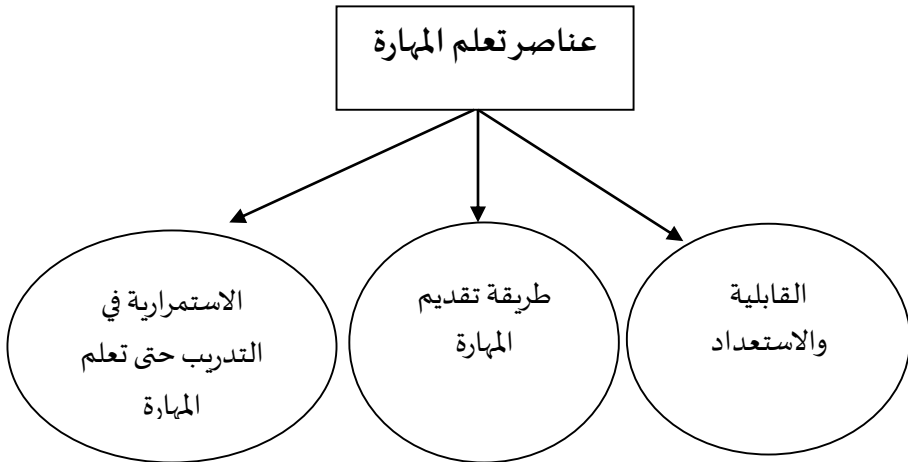 عناصر تعلم المهارة
القابلية
والاستعداد
طريقة تقديم
المهارة
الاستمرارية في
التدريب حتى تعلم
المهارة